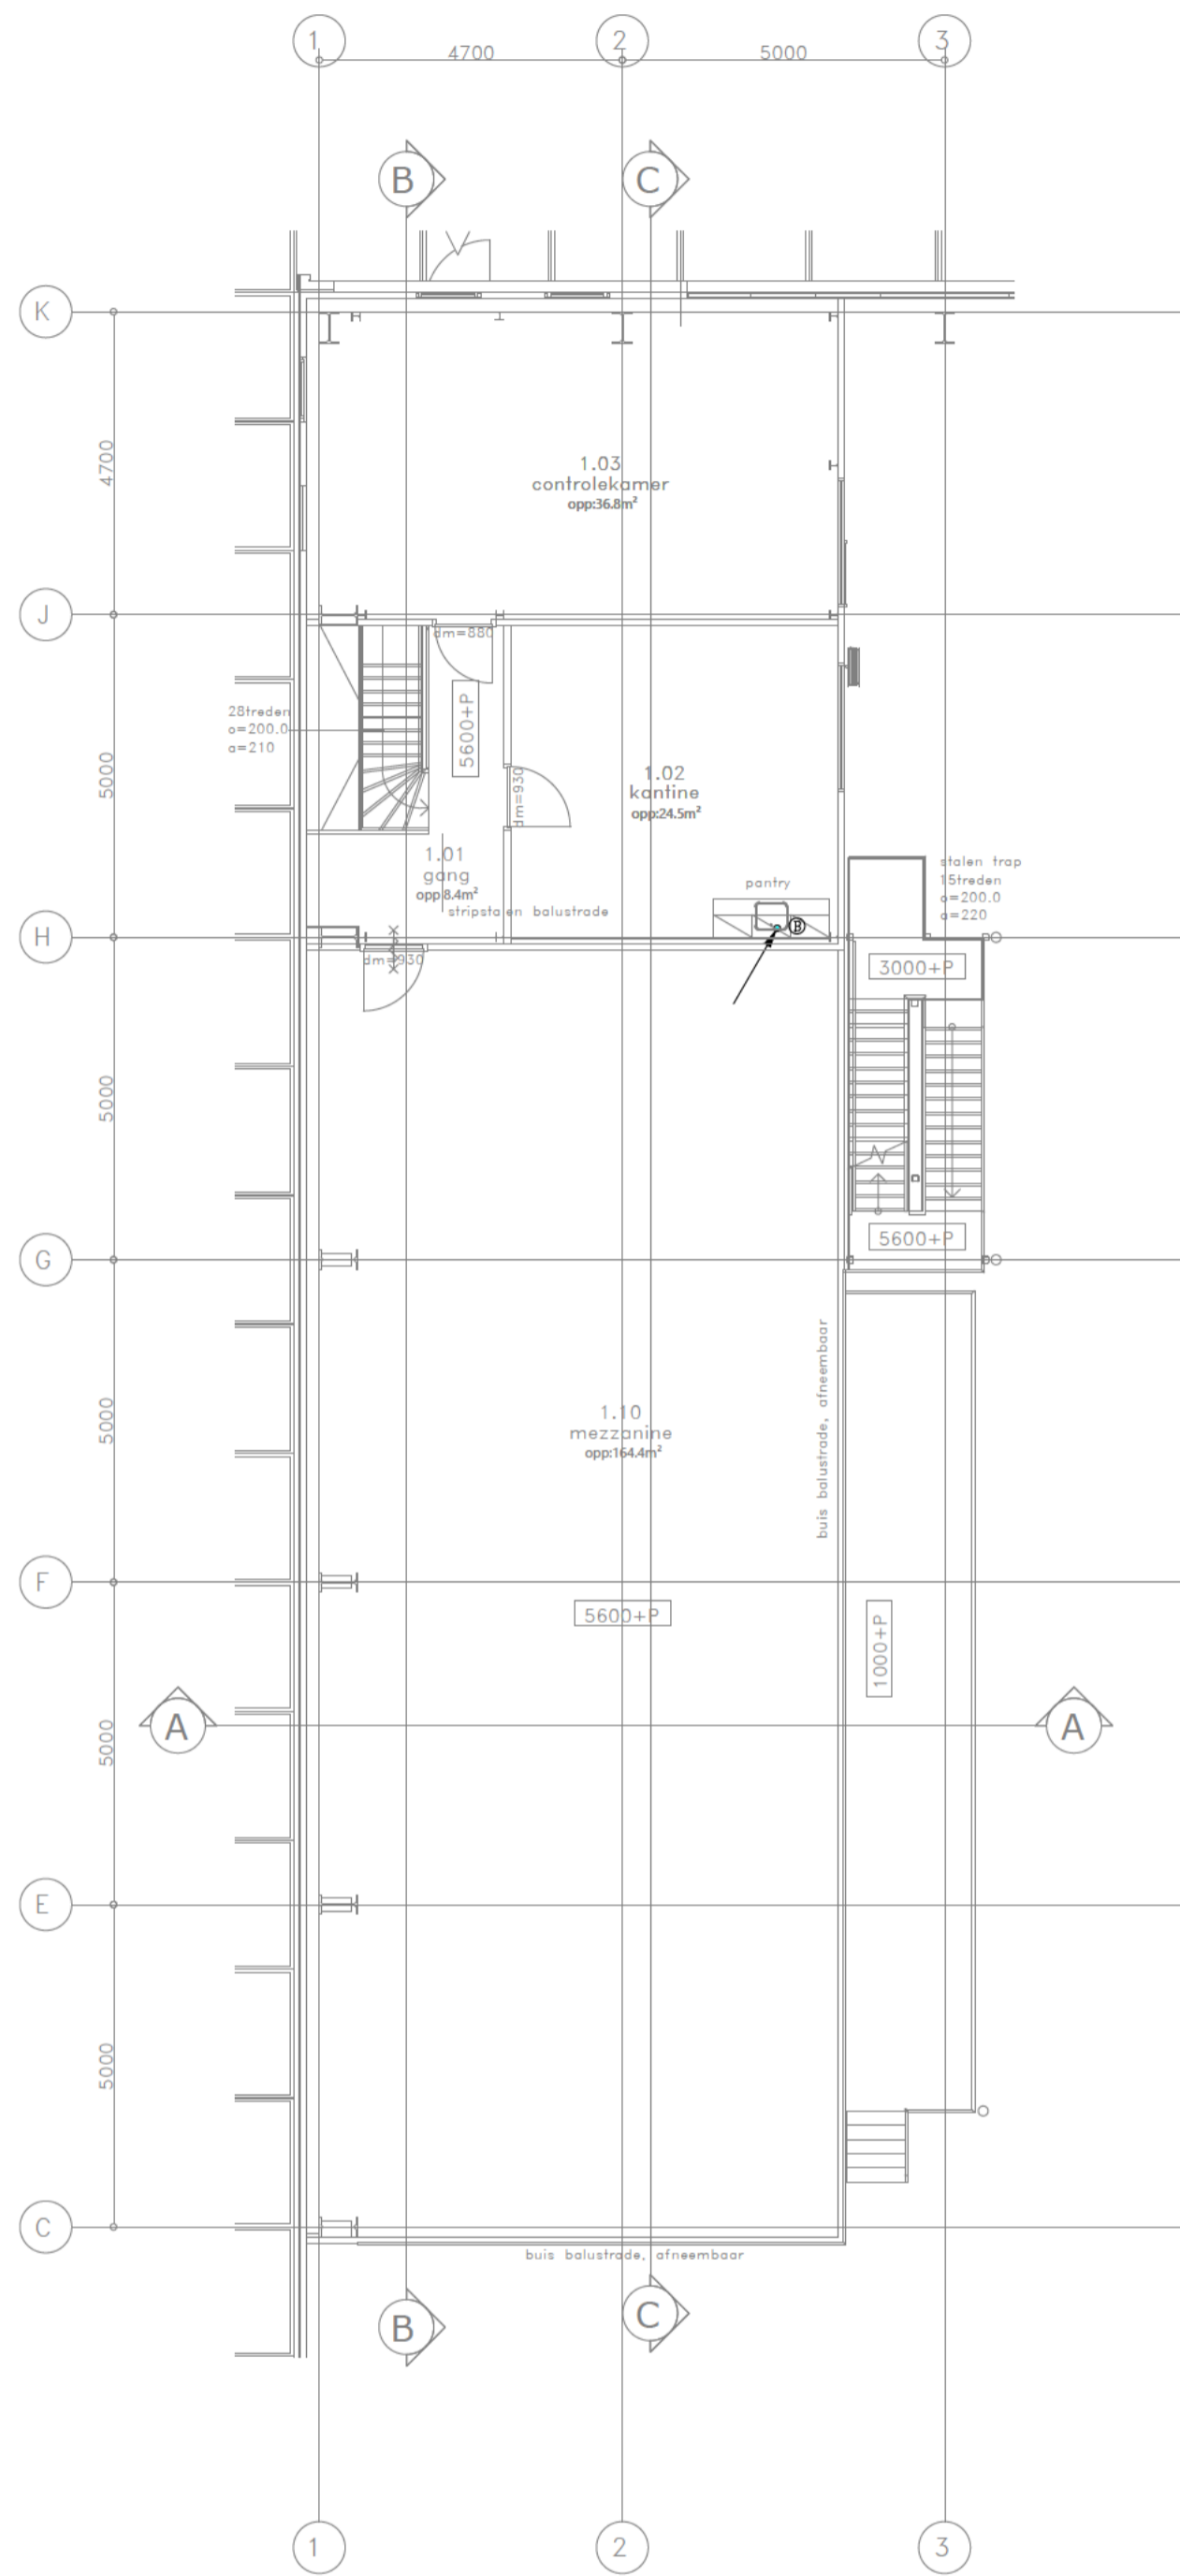 1
2
3
4700
5000
B
C
K
4700
1.03
controlekamer
opp:36.8m²
J
dm=880
28treden
o=200.0
a=210
5600+P
5000
1.02
kantine
opp:24.5m²
dm=930
1.01
gang
opp:8.4m²
stripstalen balustrade
pantry
B
stalen trap
15treden
o=200.0
a=220
H
dm=930
3000+P
5000
G
5600+P
5000
1.10
mezzanine
opp:164.4m²
buis balustrade, afneembaar
F
5600+P
1000+P
A
A
5000
E
5000
C
buis balustrade, afneembaar
B
C
1
2
3